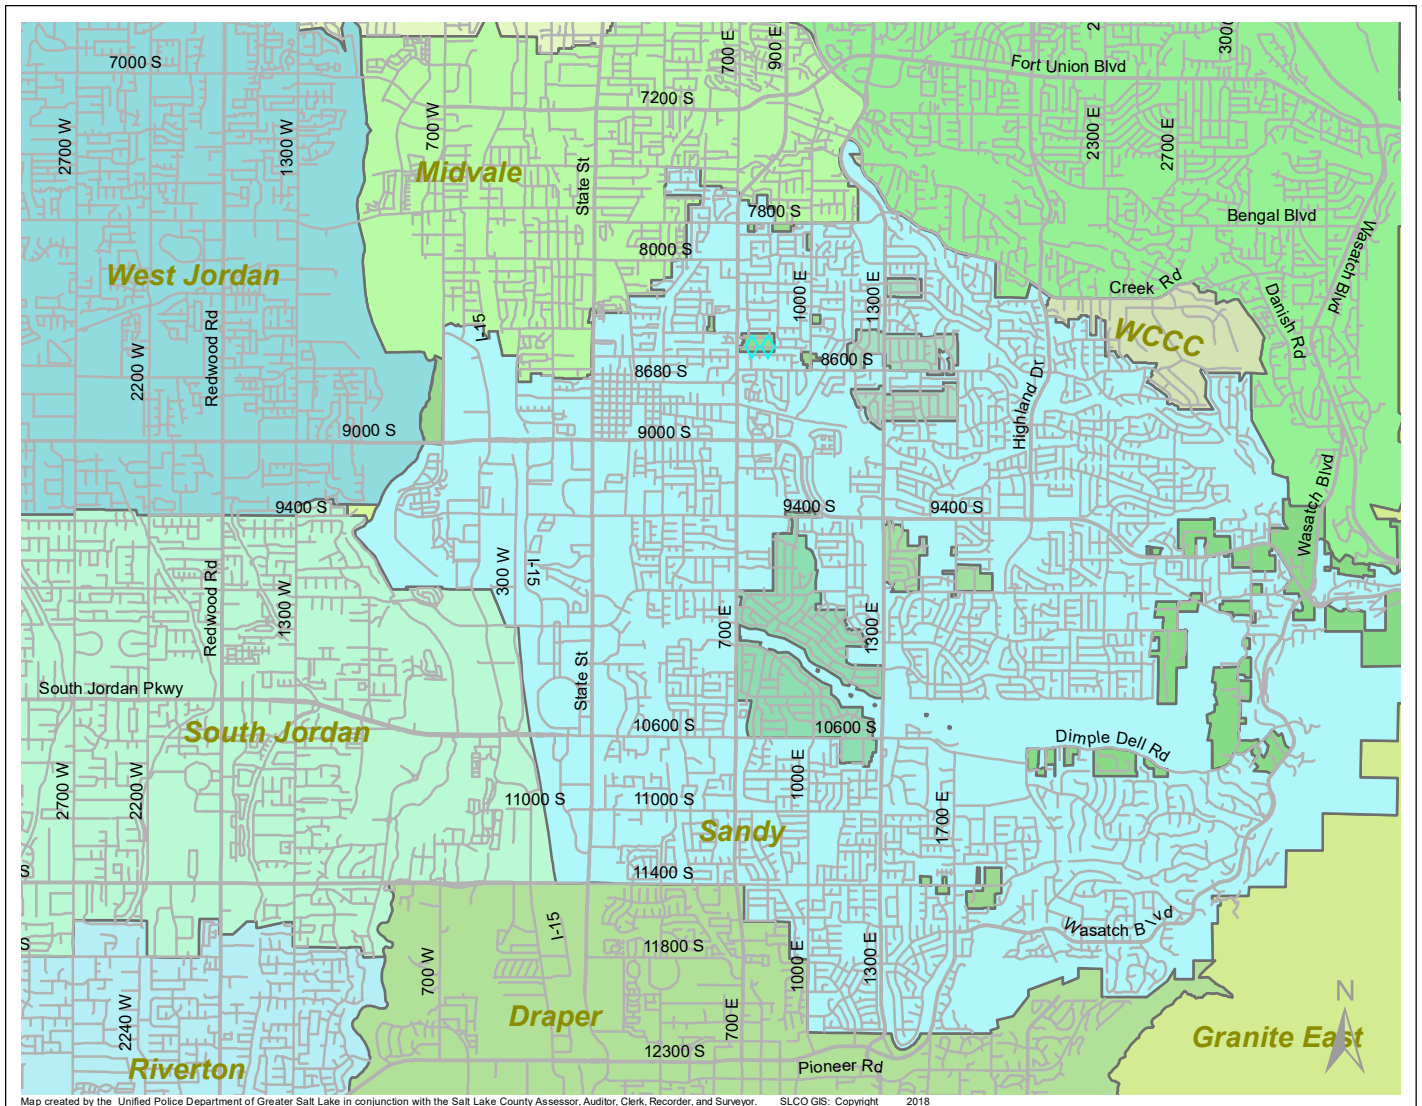 7000 S
Fort Union Blvd
2
3000
700 E
900 E
7200 S
2700 W
1300 W
700 W
2300 E
2700 E
Midvale
State St
7800 S
Bengal Blvd
8000 S
Wasatch Blvd
West Jordan
1000 E
1300 E
Creek Rd
Danish Rd
I-15
Redwood Rd
WCCC
2200 W
8680 S
8600 S
Highland Dr
9000 S
9000 S
9400 S
9400 S
9400 S
Wasatch Blvd
300 W
I-15
Redwood Rd
1300 W
700 E
1300 E
State St
South Jordan Pkwy
South Jordan
10600 S
10600 S
Dimple Dell Rd
2700 W
2200 W
1000 E
11000 S
11000 S
1700 E
Sandy
S
11400 S
Wasatch Blvd
I-15
S
11800 S
700 W
1000 E
1300 E
2240 W
Draper
700 E
N
Granite East
12300 S
Pioneer Rd
Riverton
Map created by the Unified Police Department of Greater Salt Lake in conjunction with the Salt Lake County Assessor, Auditor, Clerk, Recorder, and Surveyor. SLCO GIS: Copyright 2018